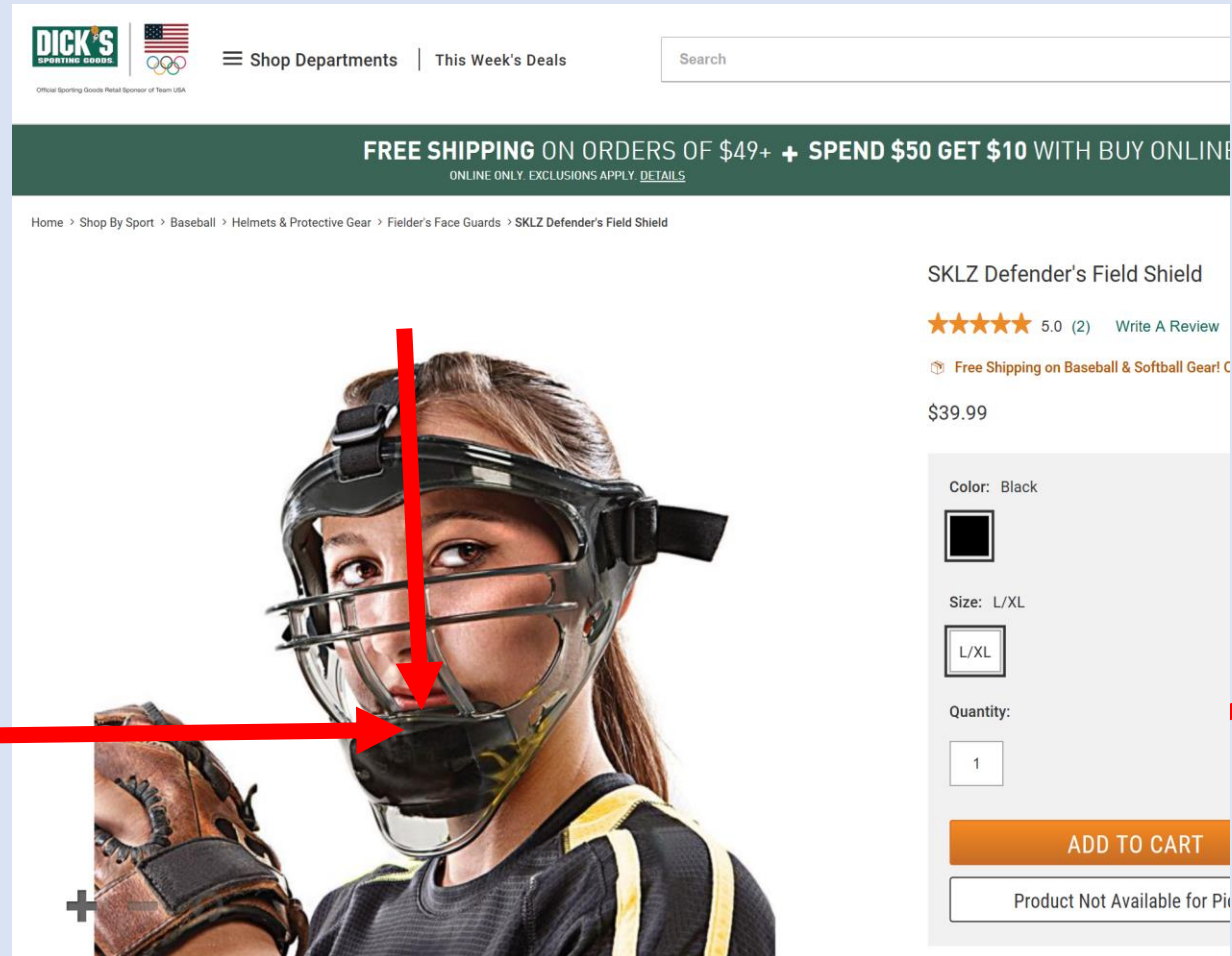 DICK'S
SPORTING GOODS
Official Sporting Goods Retail Sponsor of Team USA
Shop Departments | This Week's Deals
Search
FREE SHIPPING ON ORDERS OF $49+ + SPEND $50 GET $10 WITH BUY ONLINE
ONLINE ONLY. EXCLUSIONS APPLY. DETAILS
Home > Shop By Sport > Baseball > Helmets & Protective Gear > Fielder's Face Guards > SKLZ Defender's Field Shield
SKLZ Defender's Field Shield
5.0 (2) Write A Review
Free Shipping on Baseball & Softball Gear!
$39.99
Color: Black
Size: L/XL
L/XL
Quantity:
1
ADD TO CART
Product Not Available for